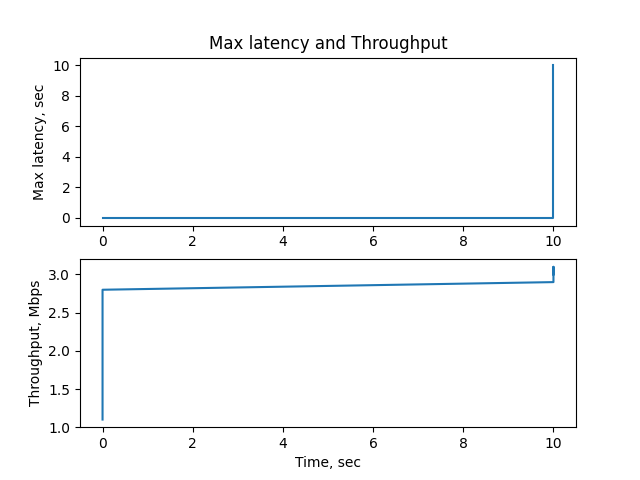 Max latency and Throughput
Max latency, sec
10
8
6
4
2
0
0 2 4 6 8 10
Throughput, Mbps
3.0
2.5
2.0
1.5
1.0
0 2 4 6 8 10
Time, sec